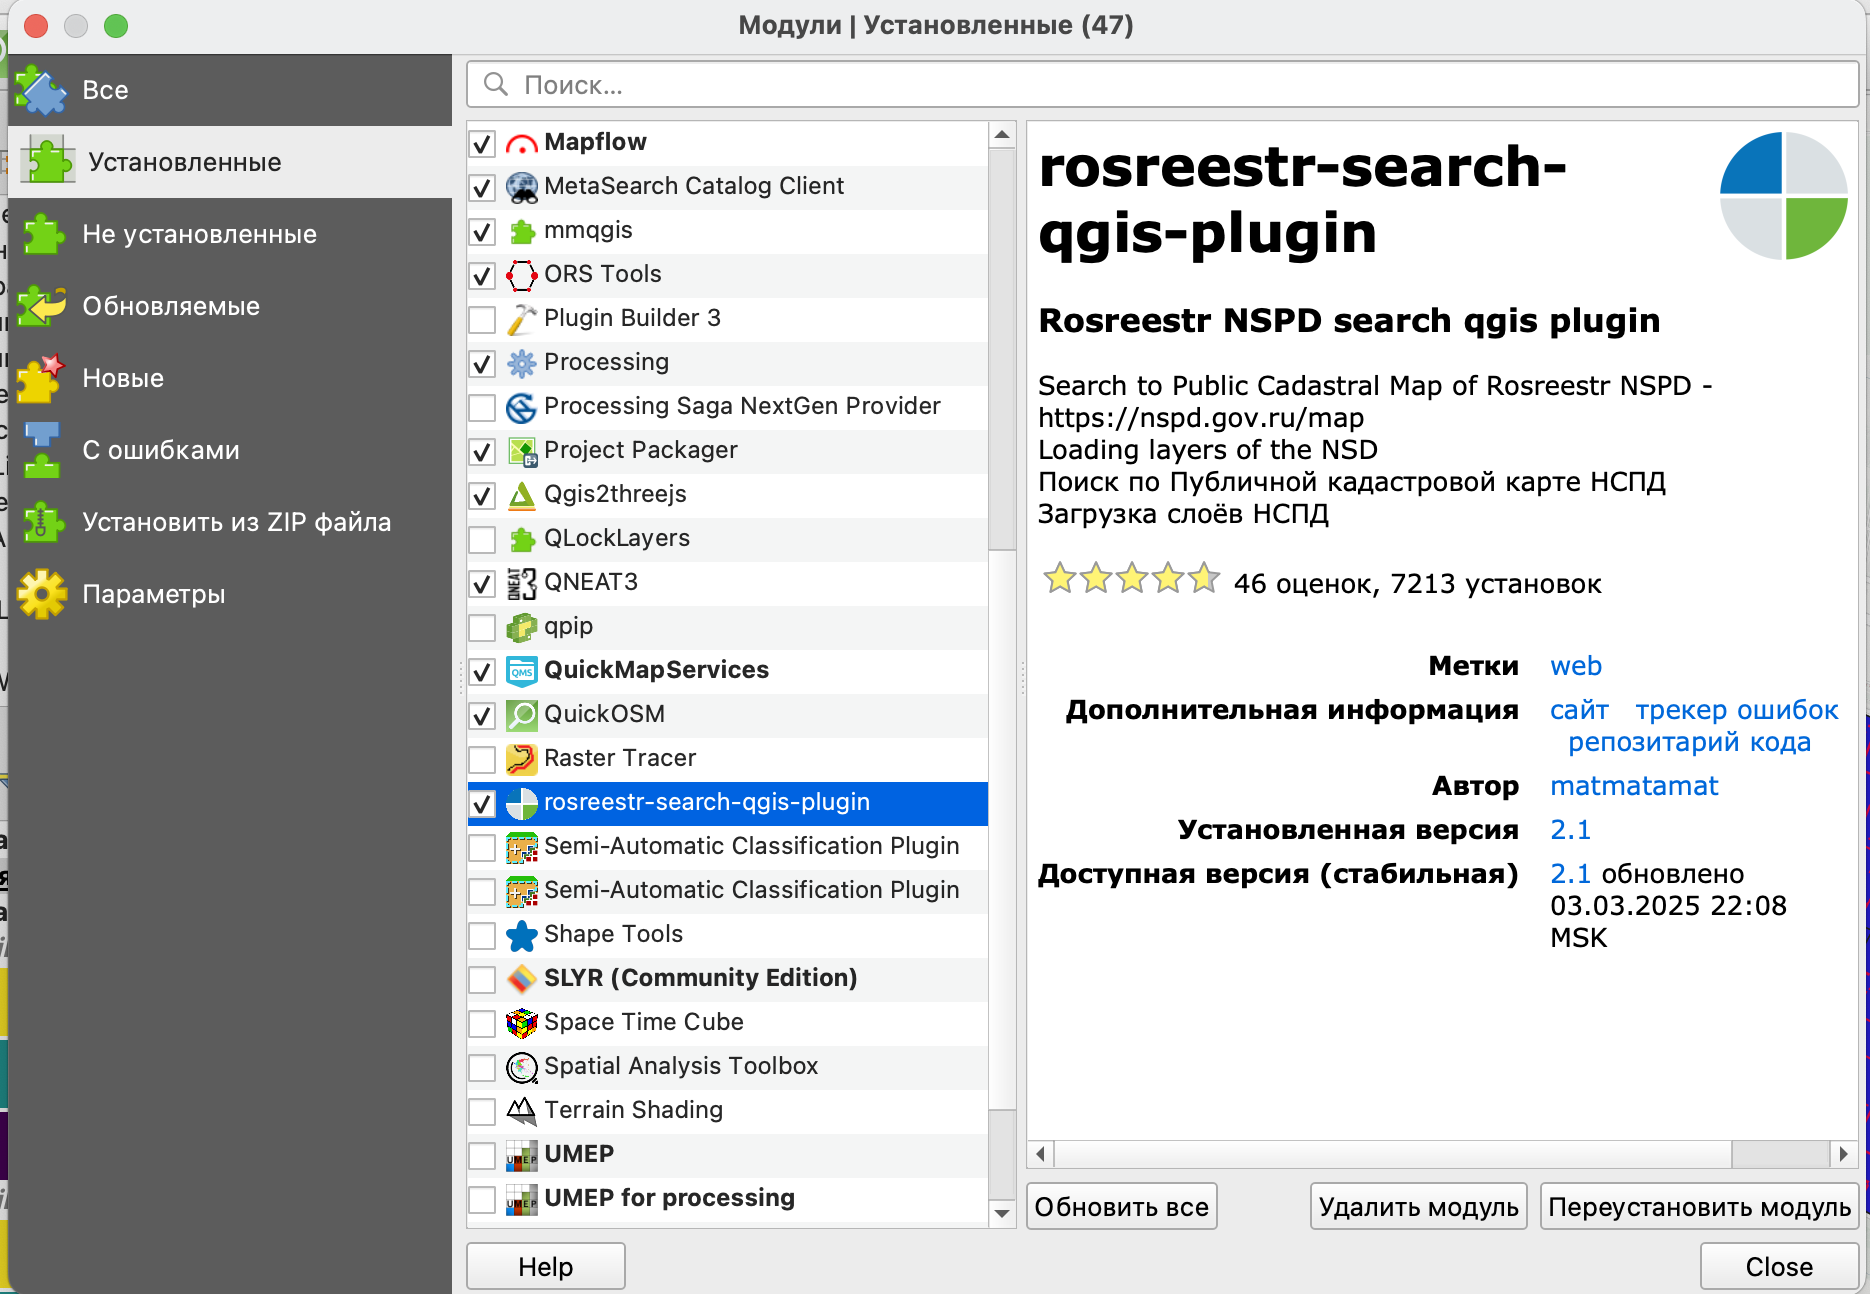 Модули | Установленные (47)
Все
Установленные
Не установленные
Обновляемые
Новые
С ошибками
Установить из ZIP файла
Параметры
Поиск...
Mapflow
MetaSearch Catalog Client
mmqgis
ORS Tools
Plugin Builder 3
Processing
Processing Saga NextGen Provider
Project Packager
Qgis2threejs
QLockLayers
QNEAT3
qpip
QuickMapServices
QuickOSM
Raster Tracer
rosreestr-search-qgis-plugin
Semi-Automatic Classification Plugin
Semi-Automatic Classification Plugin
Shape Tools
SLYR (Community Edition)
Space Time Cube
Spatial Analysis Toolbox
Terrain Shading
UMEP
UMEP for processing
rosreestr-search-
qgis-plugin
Rosreestr NSPD search qgis plugin
Search to Public Cadastral Map of Rosreestr NSPD -
https://nspd.gov.ru/map
Loading layers of the NSD
Поиск по Публичной кадастровой карте НСПД
Загрузка слоёв НСПД
46 оценок, 7213 установок
Метки web
Дополнительная информация сайт трекер ошибок
репозитарий кода
Автор matmatamat
Установленная версия 2.1
Доступная версия (стабильная) 2.1 обновлено
03.03.2025 22:08
MSK
Обновить все
Удалить модуль
Переустановить модуль
Help
Close